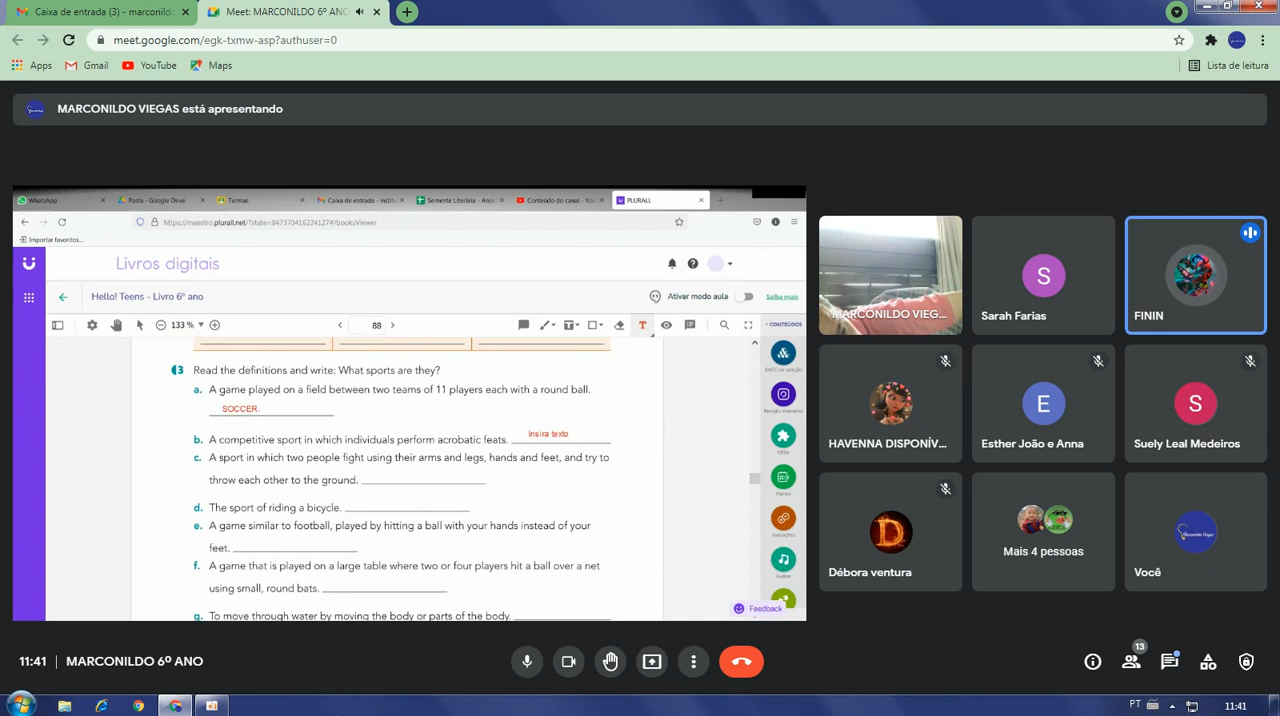 Caixa de entrada (3) - marconild
Meet: MARCONILDO 6º ANO
meet.google.com/egk-txmw-asp?authuser=0
Apps
Gmail
YouTube
Maps
Lista de leitura
MARCONILDO VIEGAS está apresentando
WhatsApp
Pasta - Google Drive
Turmas
Caixa de entrada - instit
Semente Literária - Anos
Conteúdo do canal - You
PLURALL
https://maestro.plurall.net/?state=847370416224127#/booksViewer
Importar favoritos...
Livros digitais
Hello! Teens - Livro 6º ano
Ativar modo aula
Saiba mais
133 %
88
T
CONTEÚDOS
13 Read the definitions and write: What sports are they?
a. A game played on a field between two teams of 11 players each with a round ball.
SOCCER.
b. A competitive sport in which individuals perform acrobatic feats.
Insira texto
c. A sport in which two people fight using their arms and legs, hands and feet, and try to
throw each other to the ground.
d. The sport of riding a bicycle.
e. A game similar to football, played by hitting a ball with your hands instead of your
feet.
f. A game that is played on a large table where two or four players hit a ball over a net
using small, round bats.
g. To move through water by moving the body or parts of the body.
Feedback
MARCONILDO VIEG...
S
Sarah Farias
FININ
HAVENNA DISPONÍV...
E
Esther João e Anna
S
Suely Leal Medeiros
D
Débora ventura
Mais 4 pessoas
Você
11:41
MARCONILDO 6º ANO
13
PT
11:41